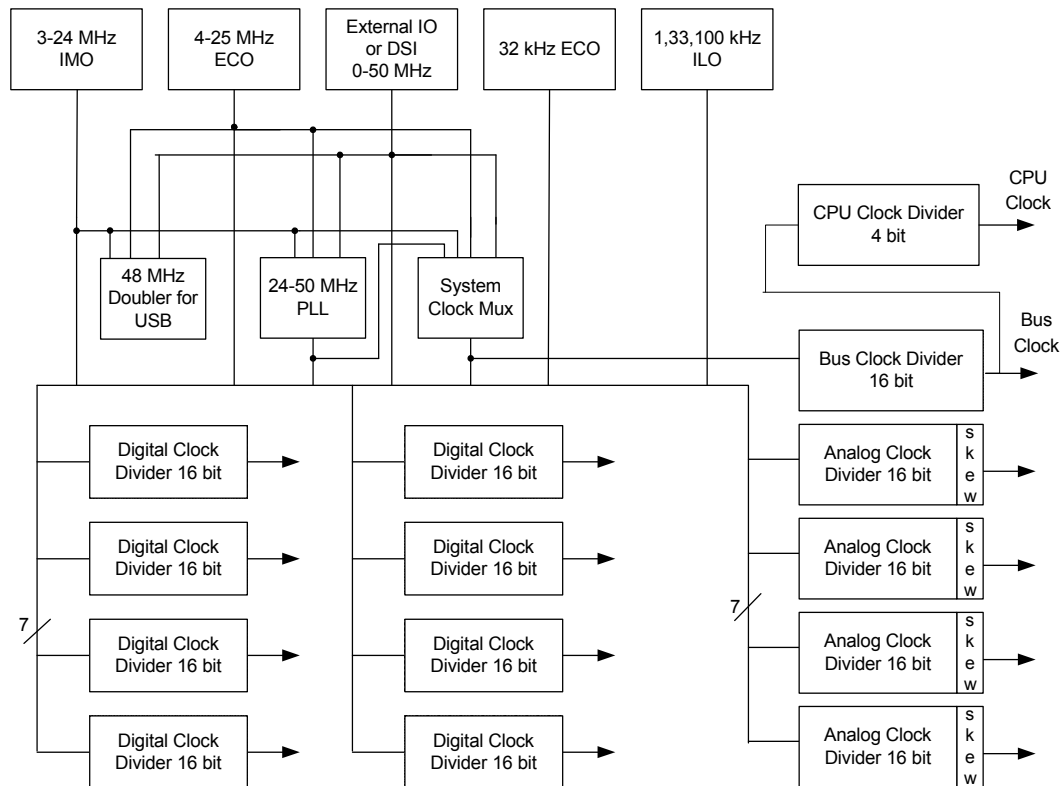 3-24 MHz
IMO
4-25 MHz
ECO
External IO
or DSI
0-50 MHz
32 kHz ECO
1,33,100 kHz
ILO
CPU
Clock
CPU Clock Divider
4 bit
48 MHz
Doubler for
USB
24-50 MHz
PLL
System
Clock Mux
Bus
Clock
Bus Clock Divider
16 bit
Digital Clock
Divider 16 bit
Digital Clock
Divider 16 bit
Analog Clock
Divider 16 bit
s
k
e
w
Digital Clock
Divider 16 bit
Digital Clock
Divider 16 bit
Analog Clock
Divider 16 bit
s
k
e
w
7
7
Digital Clock
Divider 16 bit
Digital Clock
Divider 16 bit
Analog Clock
Divider 16 bit
s
k
e
w
Digital Clock
Divider 16 bit
Digital Clock
Divider 16 bit
Analog Clock
Divider 16 bit
s
k
e
w